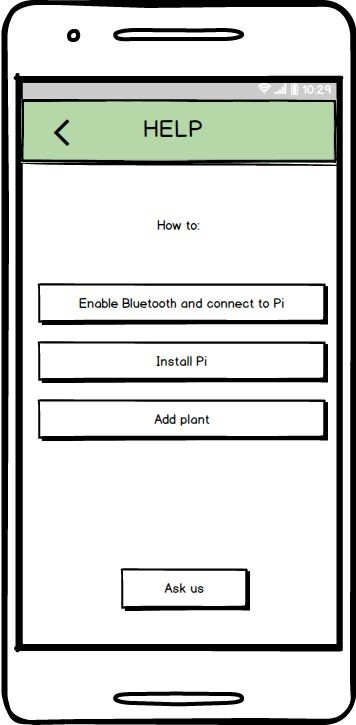 10:29
HELP
How to:
Enable Bluetooth and connect to Pi
Install Pi
Add plant
Ask us